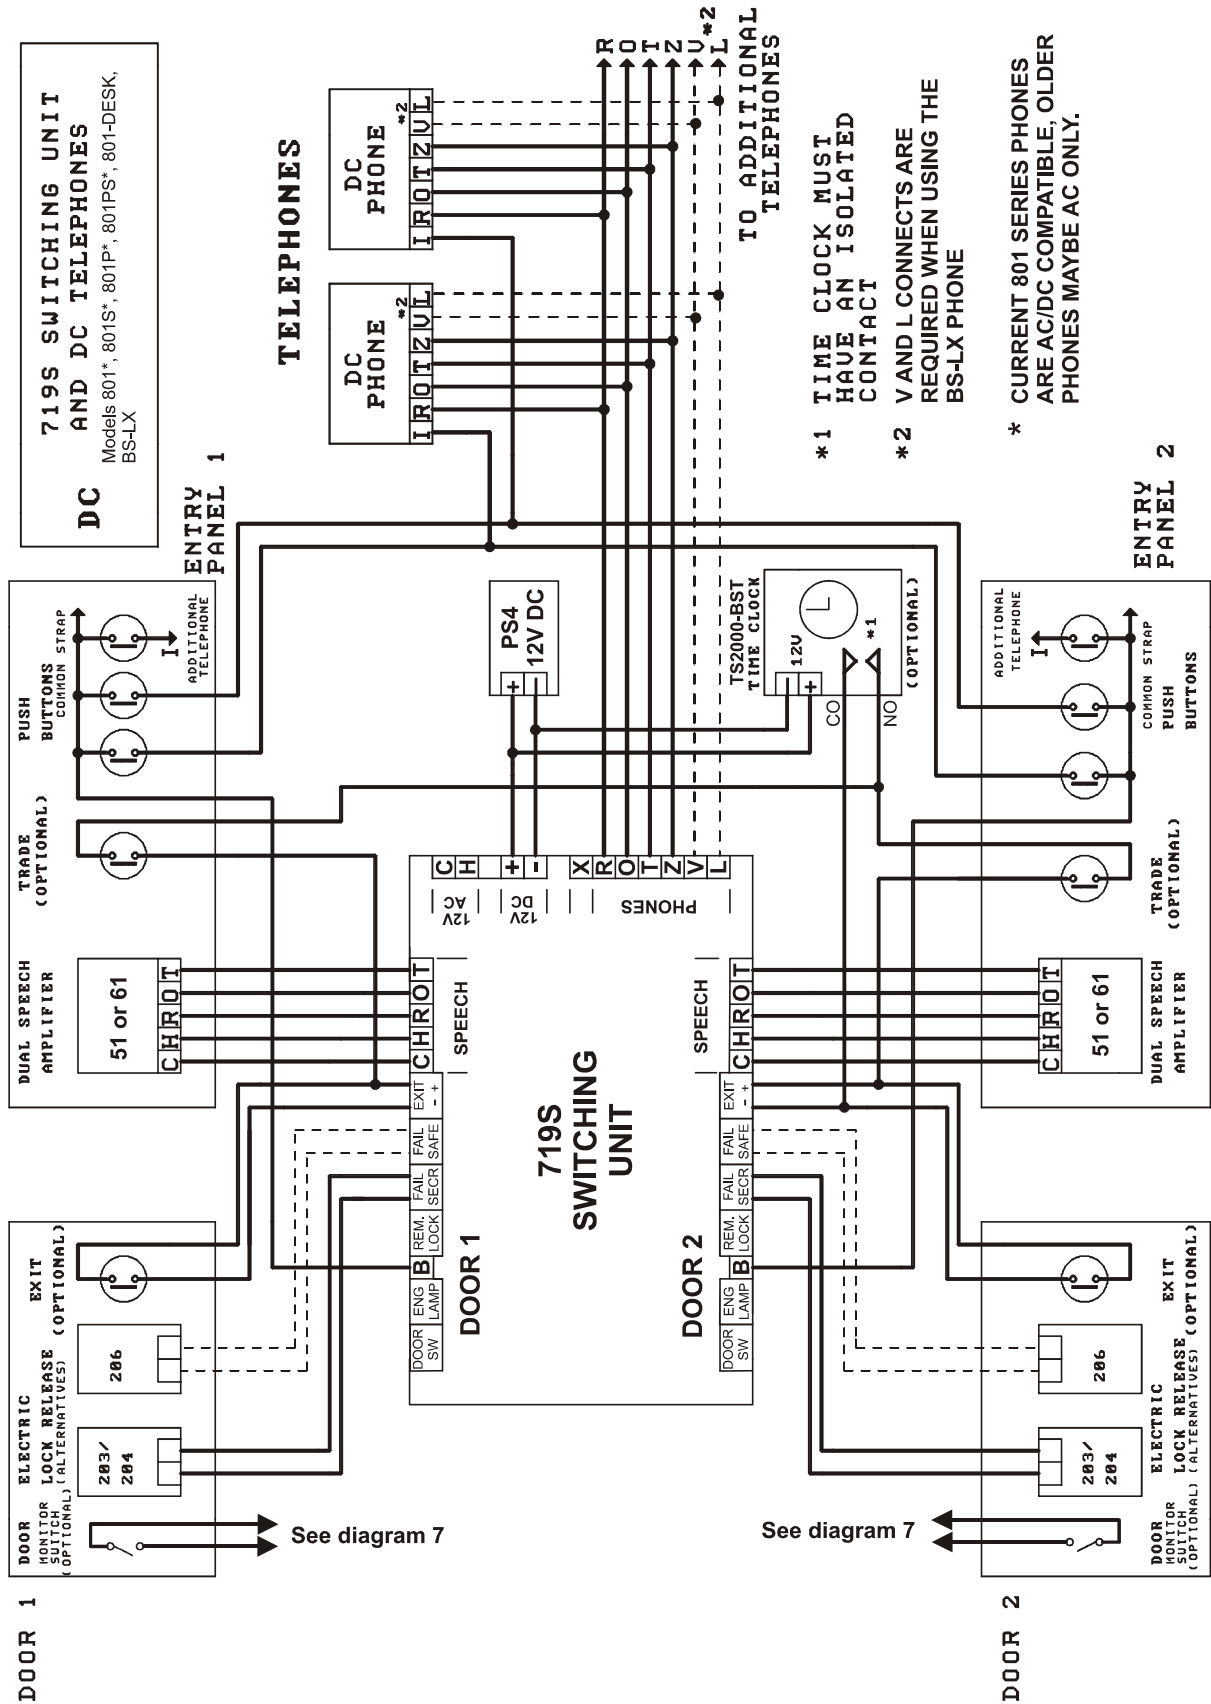 719S SWITCHING UNIT
DC AND DC TELEPHONES
Models 801*, 801S*, 801P*, 801PS*, 801-DESK,
BS-LX
TELEPHONES
DC
PHONE
*2
I R O T Z V L
DC
PHONE
*2
I R O T Z V L
R
O
T
Z
V
*2
L
TO ADDITIONAL
TELEPHONES
*1 TIME CLOCK MUST
HAVE AN ISOLATED
CONTACT
*2 V AND L CONNECTS ARE
REQUIRED WHEN USING THE
BS-LX PHONE
* CURRENT 801 SERIES PHONES
ARE AC/DC COMPATIBLE, OLDER
PHONES MAYBE AC ONLY.
ENTRY
PANEL 1
PUSH
BUTTONS
COMMON STRAP
I
ADDITIONAL
TELEPHONE
TRADE
(OPTIONAL)
DUAL SPEECH
AMPLIFIER
51 or 61
C H R O T
PS4
12V DC
+ -
TS2000-BST
TIME CLOCK
12V
- +
*1
(OPTIONAL)
CO
NO
ENTRY
PANEL 2
ADDITIONAL
TELEPHONE
I
COMMON STRAP
PUSH
BUTTONS
TRADE
(OPTIONAL)
51 or 61
C H R O T
DUAL SPEECH
AMPLIFIER
C
H
+
-
X
R
O
T
Z
V
L
12V
AC
12V
DC
PHONES
719S
SWITCHING
UNIT
DOOR 1
DOOR
SW
ENG
LAMP
B
REM.
LOCK
FAIL
SECR
FAIL
SAFE
EXIT
- +
C H R O T
SPEECH
DOOR 2
DOOR
SW
ENG
LAMP
B
REM.
LOCK
FAIL
SECR
FAIL
SAFE
EXIT
- +
C H R O T
SPEECH
EXIT
(OPTIONAL)
ELECTRIC
LOCK RELEASE
(ALTERNATIVES)
206
203/
204
DOOR
MONITOR
SWITCH
(OPTIONAL)
See diagram 7
DOOR 1
EXIT
(OPTIONAL)
206
203/
204
ELECTRIC
LOCK RELEASE
(ALTERNATIVES)
DOOR
MONITOR
SWITCH
(OPTIONAL)
See diagram 7
DOOR 2